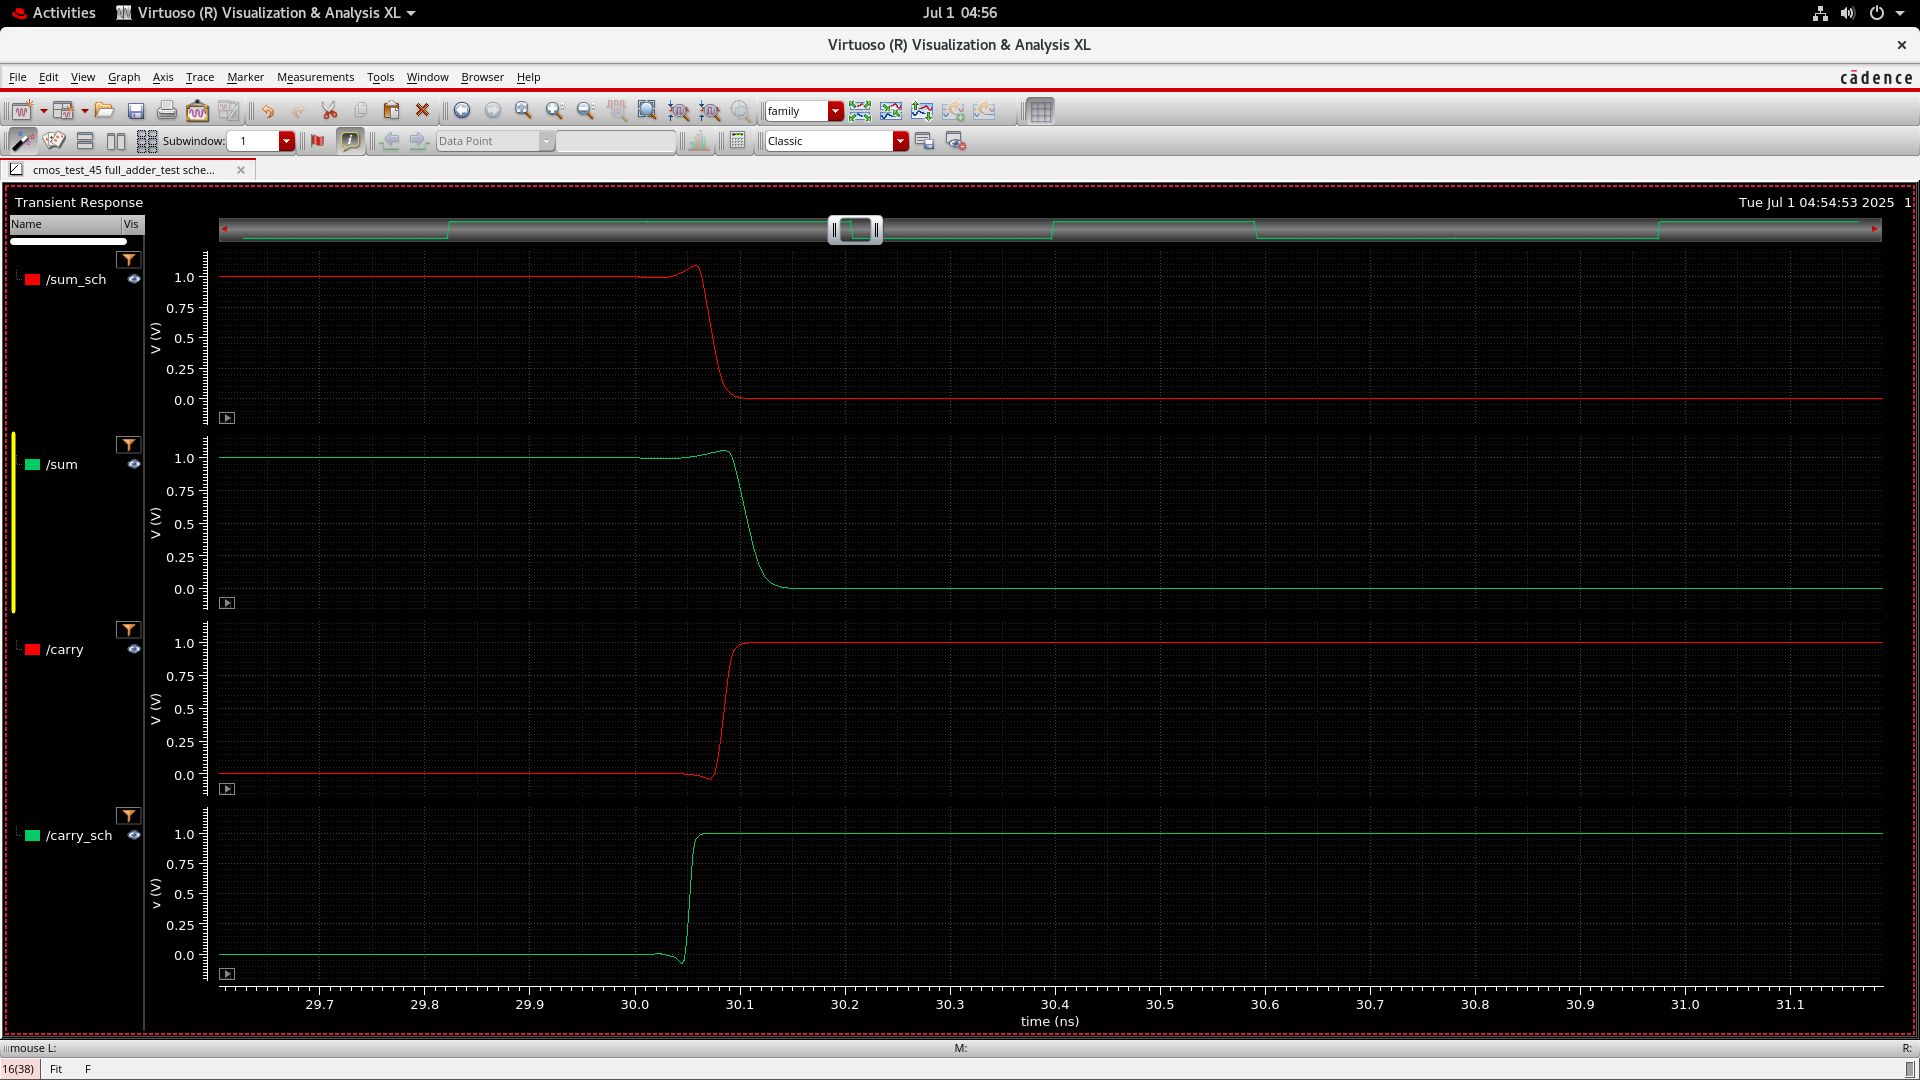 Activities Virtuoso (R) Visualization & Analysis XL Jul 1 04:56
Virtuoso (R) Visualization & Analysis XL
File Edit View Graph Axis Trace Marker Measurements Tools Window Browser Help cādence
family
Subwindow: 1 Data Point Classic
cmos_test_45 full_adder_test sche...
Transient Response Tue Jul 1 04:54:53 2025 1
Name Vis
/sum_sch
V (V)
1.0
0.75
0.5
0.25
0.0
/sum
V (V)
1.0
0.75
0.5
0.25
0.0
/carry
V (V)
1.0
0.75
0.5
0.25
0.0
/carry_sch
V (V)
1.0
0.75
0.5
0.25
0.0
29.7 29.8 29.9 30.0 30.1 30.2 30.3 30.4 30.5 30.6 30.7 30.8 30.9 31.0 31.1
time (ns)
mouse L: M: R:
16(38) Fit F